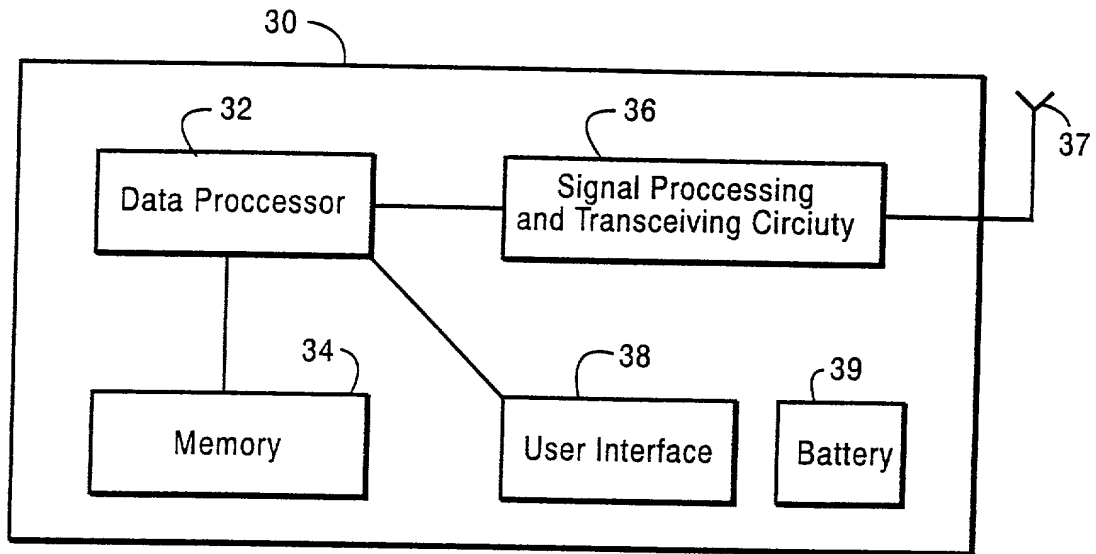 30
32
36
37
Data Proccessor
Signal Proccessing
and Transceiving Circiuty
34
38
39
Memory
User Interface
Battery